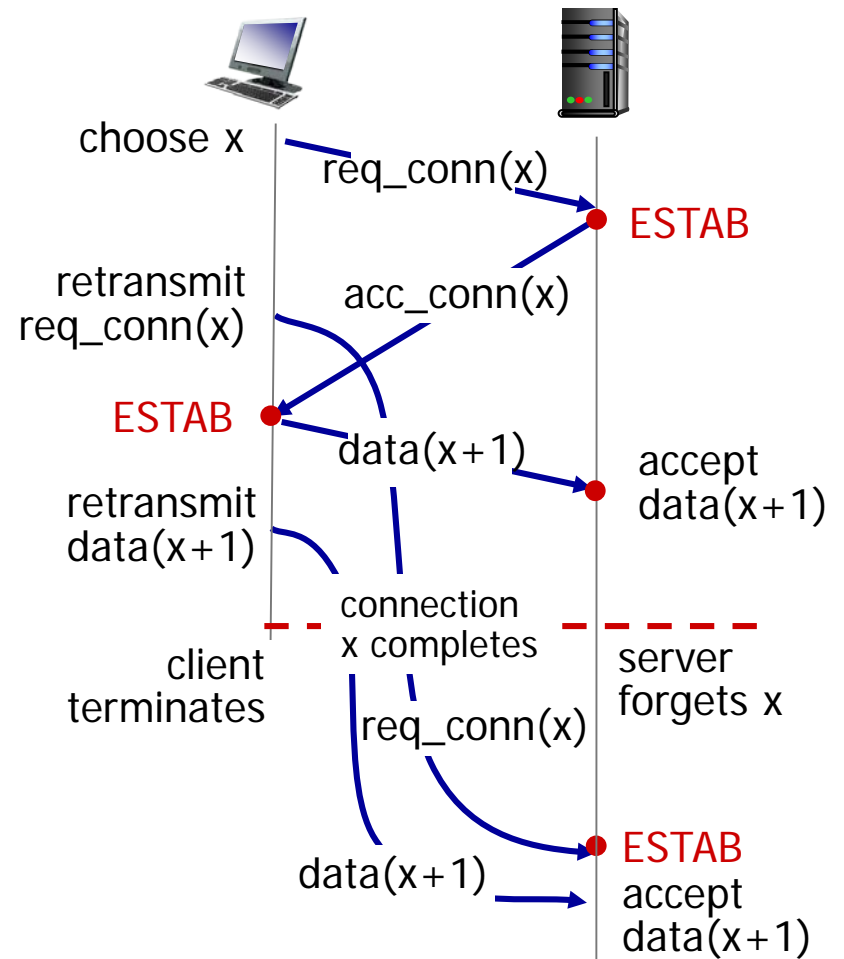 choose x
req_conn(x)
ESTAB
retransmit
req_conn(x)
acc_conn(x)
ESTAB
data(x+1)
accept
data(x+1)
retransmit
data(x+1)
connection
x completes
client
terminates
server
forgets x
req_conn(x)
ESTAB
data(x+1)
accept
data(x+1)